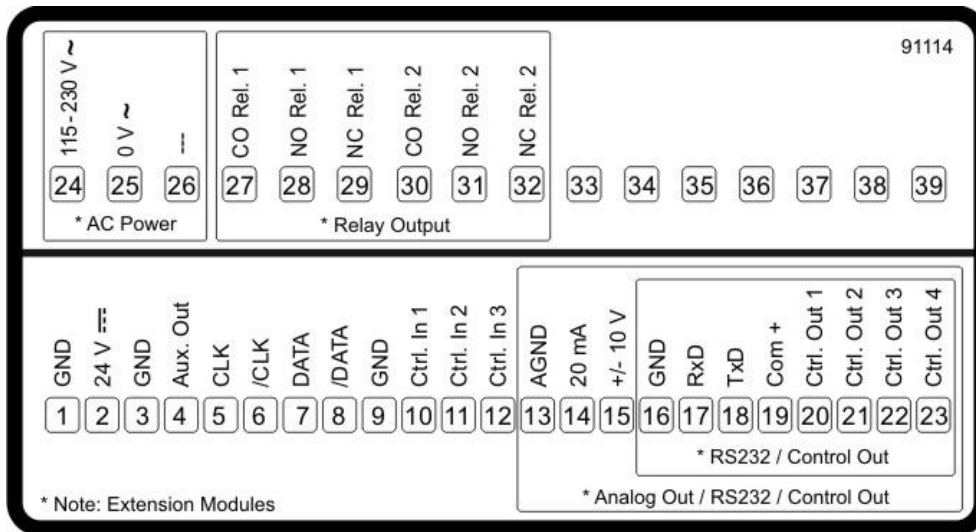 91114
115 - 230 V ~
0 V ~
---
CO Rel. 1
NO Rel. 1
NC Rel. 1
CO Rel. 2
NO Rel. 2
NC Rel. 2
24 25 26 27 28 29 30 31 32 33 34 35 36 37 38 39
* AC Power
* Relay Output
GND
24 V ⎓
GND
Aux. Out
CLK
/CLK
DATA
/DATA
GND
Ctrl. In 1
Ctrl. In 2
Ctrl. In 3
AGND
20 mA
+/- 10 V
GND
RxD
TxD
Com +
Ctrl. Out 1
Ctrl. Out 2
Ctrl. Out 3
Ctrl. Out 4
1 2 3 4 5 6 7 8 9 10 11 12 13 14 15 16 17 18 19 20 21 22 23
* RS232 / Control Out
* Note: Extension Modules
* Analog Out / RS232 / Control Out